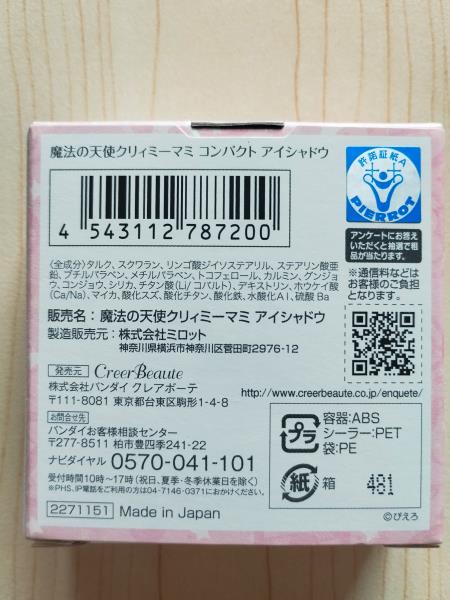 魔法の天使クリィミーマミ コンパクト アイシャドウ
4 543112 787200
許諾証紙A
PIERROT
アンケートにお答え
いただくと抽選で粗
品が当たります。
※通信料などは
お客様のご負担
となります。
〈全成分〉タルク、スクワラン、リンゴ酸ジイソステアリル、ステアリン酸亜
鉛、ブチルパラベン、メチルパラベン、トコフェロール、カルミン、グンジョ
ウ、コンジョウ、シリカ、チタン酸(Li/コバルト)、デキストリン、ホウケイ酸
(Ca/Na)、マイカ、酸化スズ、酸化チタン、酸化鉄、水酸化Al、硫酸Ba
販売名：魔法の天使クリィミーマミ アイシャドウ
製造販売元：株式会社ミロット
神奈川県横浜市神奈川区菅田町2976-12
発売元 CreerBeaute
株式会社バンダイ クレアボーテ
〒111-8081 東京都台東区駒形1-4-8
http://www.creerbeaute.co.jp/enquete/
お問合せ先
バンダイお客様相談センター
〒277-8511 柏市豊四季241-22
ナビダイヤル 0570-041-101
受付時間10時〜17時(祝日、夏季・冬季休業日を除く)
※PHS、IP電話をご利用の方は04-7146-0371におかけください。
プラ
容器:ABS
シーラー:PET
袋:PE
紙 箱
481
2271151 Made in Japan
©ぴえろ